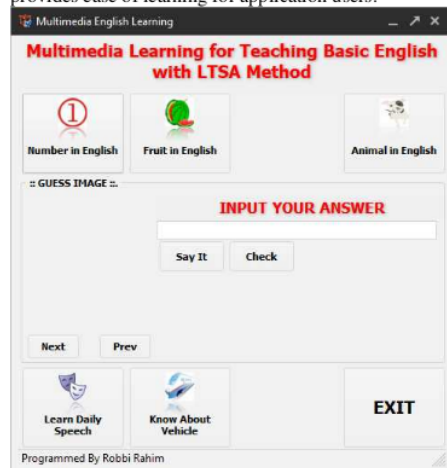 provides ease of learning for application users.
Multimedia English Learning
Multimedia Learning for Teaching Basic English
with LTSA Method
Number in English
Fruit in English
Animal in English
:: GUESS IMAGE ::.
INPUT YOUR ANSWER
Say It
Check
Next
Prev
Learn Daily
Speech
Know About
Vehicle
EXIT
Programmed By Robbi Rahim